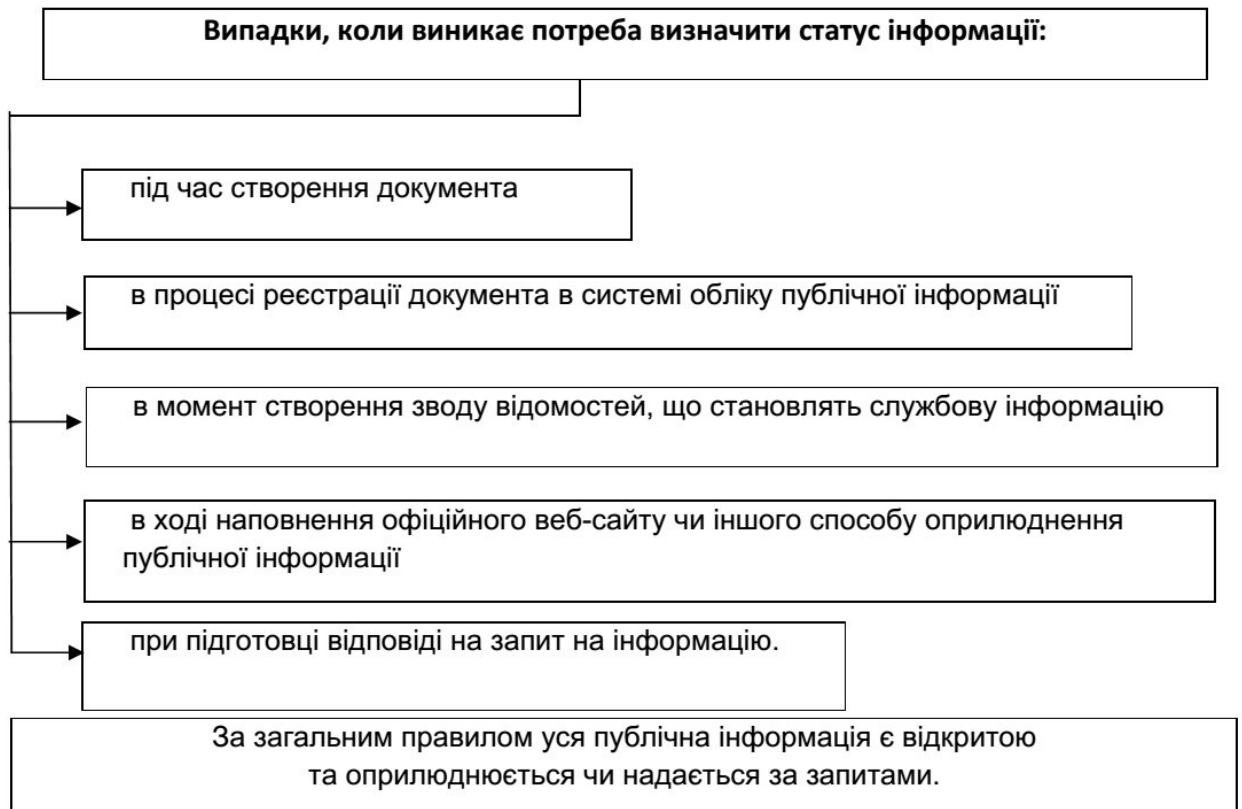 Випадки, коли виникає потреба визначити статус інформації:
під час створення документа
в процесі реєстрації документа в системі обліку публічної інформації
в момент створення зводу відомостей, що становлять службову інформацію
в ході наповнення офіційного веб-сайту чи іншого способу оприлюднення
публічної інформації
при підготовці відповіді на запит на інформацію.
За загальним правилом уся публічна інформація є відкритою
та оприлюднюється чи надається за запитами.